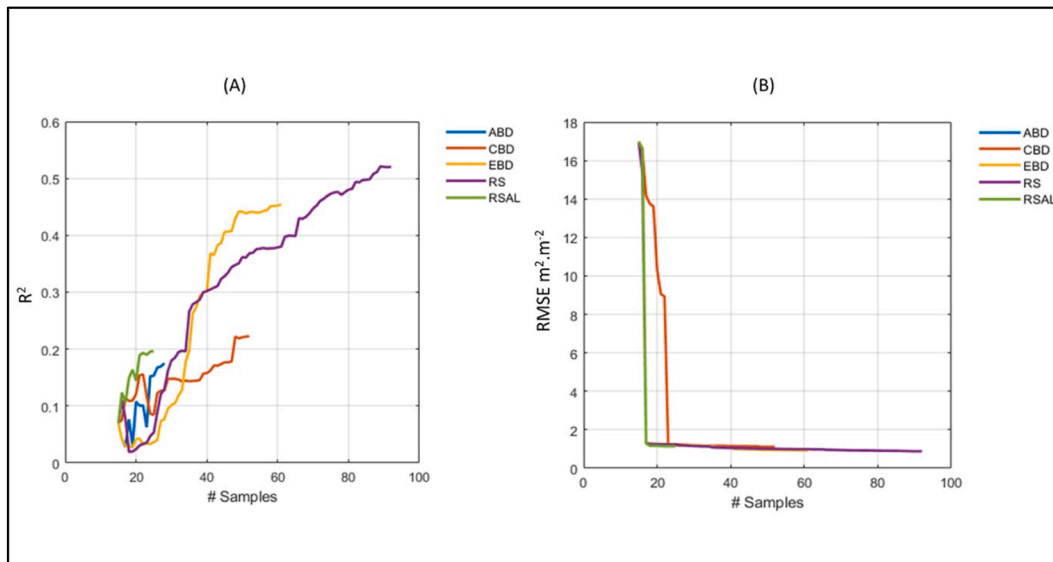 (A)
0.6
0.5
0.4
0.3
0.2
0.1
0
R²
0
20
40
60
80
100
# Samples
ABD
CBD
EBD
RS
RSAL
(B)
18
16
14
12
10
8
6
4
2
0
RMSE m².m⁻²
0
20
40
60
80
100
# Samples
ABD
CBD
EBD
RS
RSAL